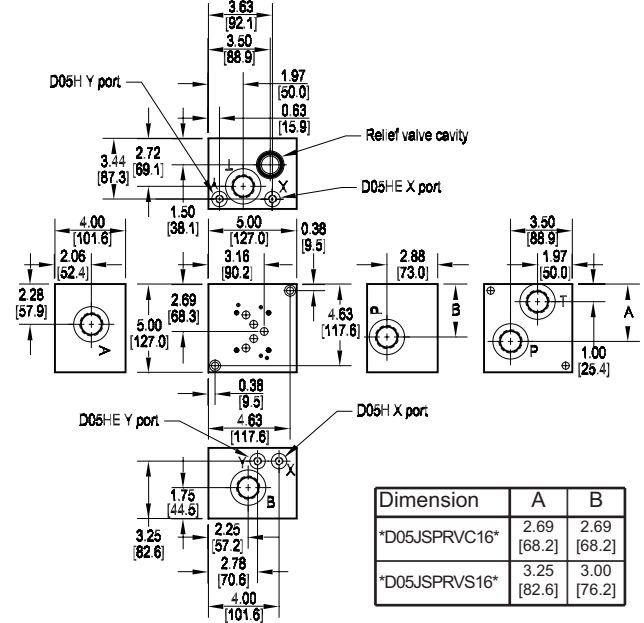 3.63
[92.1]
3.50
[88.9]
1.97
[50.0]
0.63
[15.9]
D05H Y port
Relief valve cavity
D05HE X port
3.44
[87.3]
2.72
[69.1]
1.50
[38.1]
T
Y
X
4.00
[101.6]
2.06
[52.4]
2.28
[57.9]
A
5.00
[127.0]
3.16
[90.2]
0.38
[9.5]
2.69
[68.3]
5.00
[127.0]
4.63
[117.6]
0.38
[9.5]
4.63
[117.6]
2.88
[73.0]
P
B
3.50
[88.9]
1.97
[50.0]
T
P
A
1.00
[25.4]
D05HE Y port
D05H X port
Y
X
B
1.75
[44.5]
3.25
[82.6]
2.25
[57.2]
2.78
[70.6]
4.00
[101.6]
Dimension A B
*D05JSPRVC16* 2.69 [68.2] 2.69 [68.2]
*D05JSPRVS16* 3.25 [82.6] 3.00 [76.2]